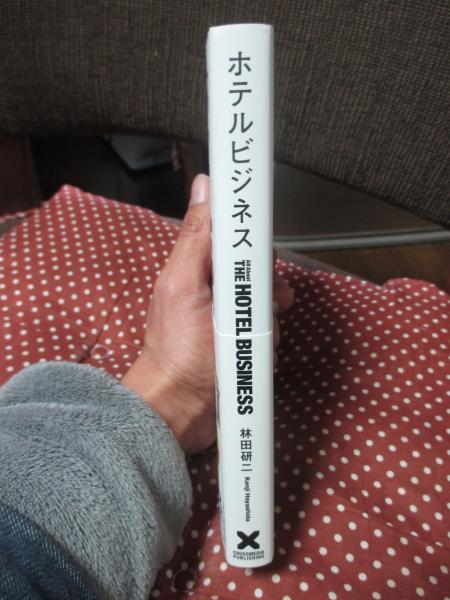 ホテルビジネス
All About
THE HOTEL BUSINESS
林田研二
Kenji Hayashida
CROSSMEDIA
PUBLISHING